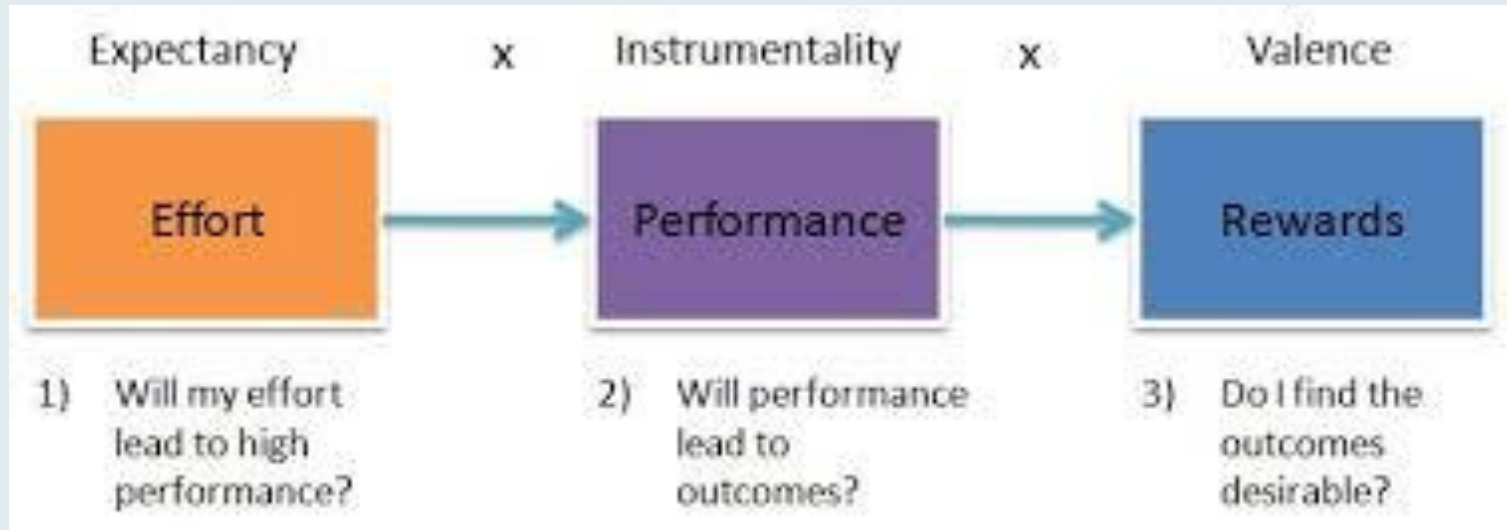 Expectancy x Instrumentality x Valence
Effort Performance Rewards
1) Will my effort
lead to high
performance?
2) Will performance
lead to
outcomes?
3) Do I find the
outcomes
desirable?